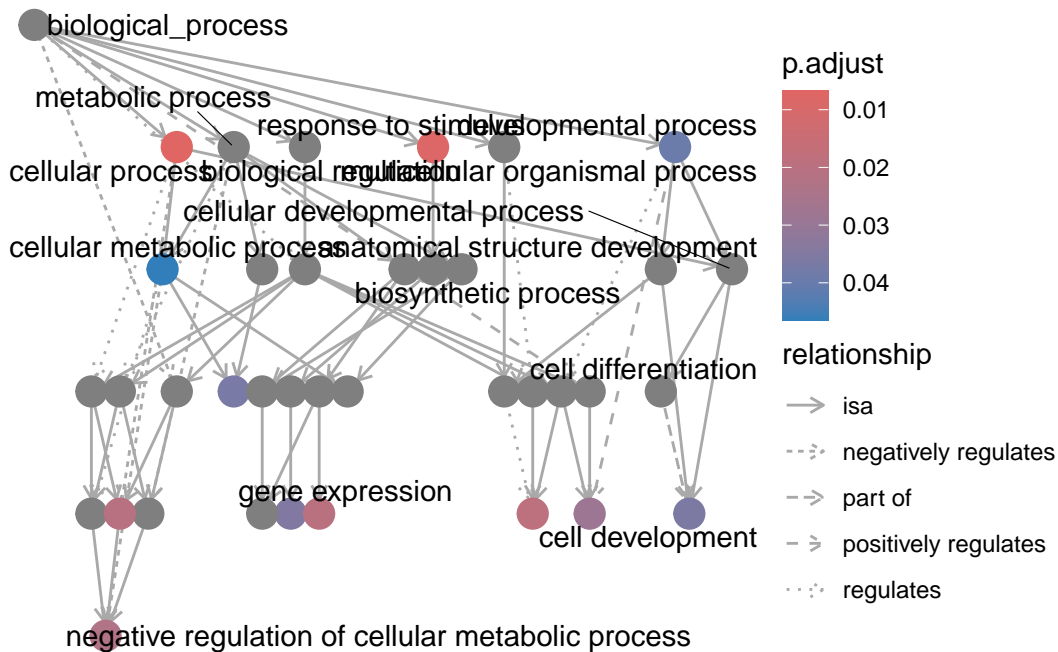 biological_process
metabolic process
response to stimulus
developmental process
cellular process
biological regulation
multicellular organismal process
cellular developmental process
cellular metabolic process
anatomical structure development
biosynthetic process
cell differentiation
gene expression
cell development
negative regulation of cellular metabolic process
p.adjust
0.01
0.02
0.03
0.04
relationship
isa
negatively regulates
part of
positively regulates
regulates